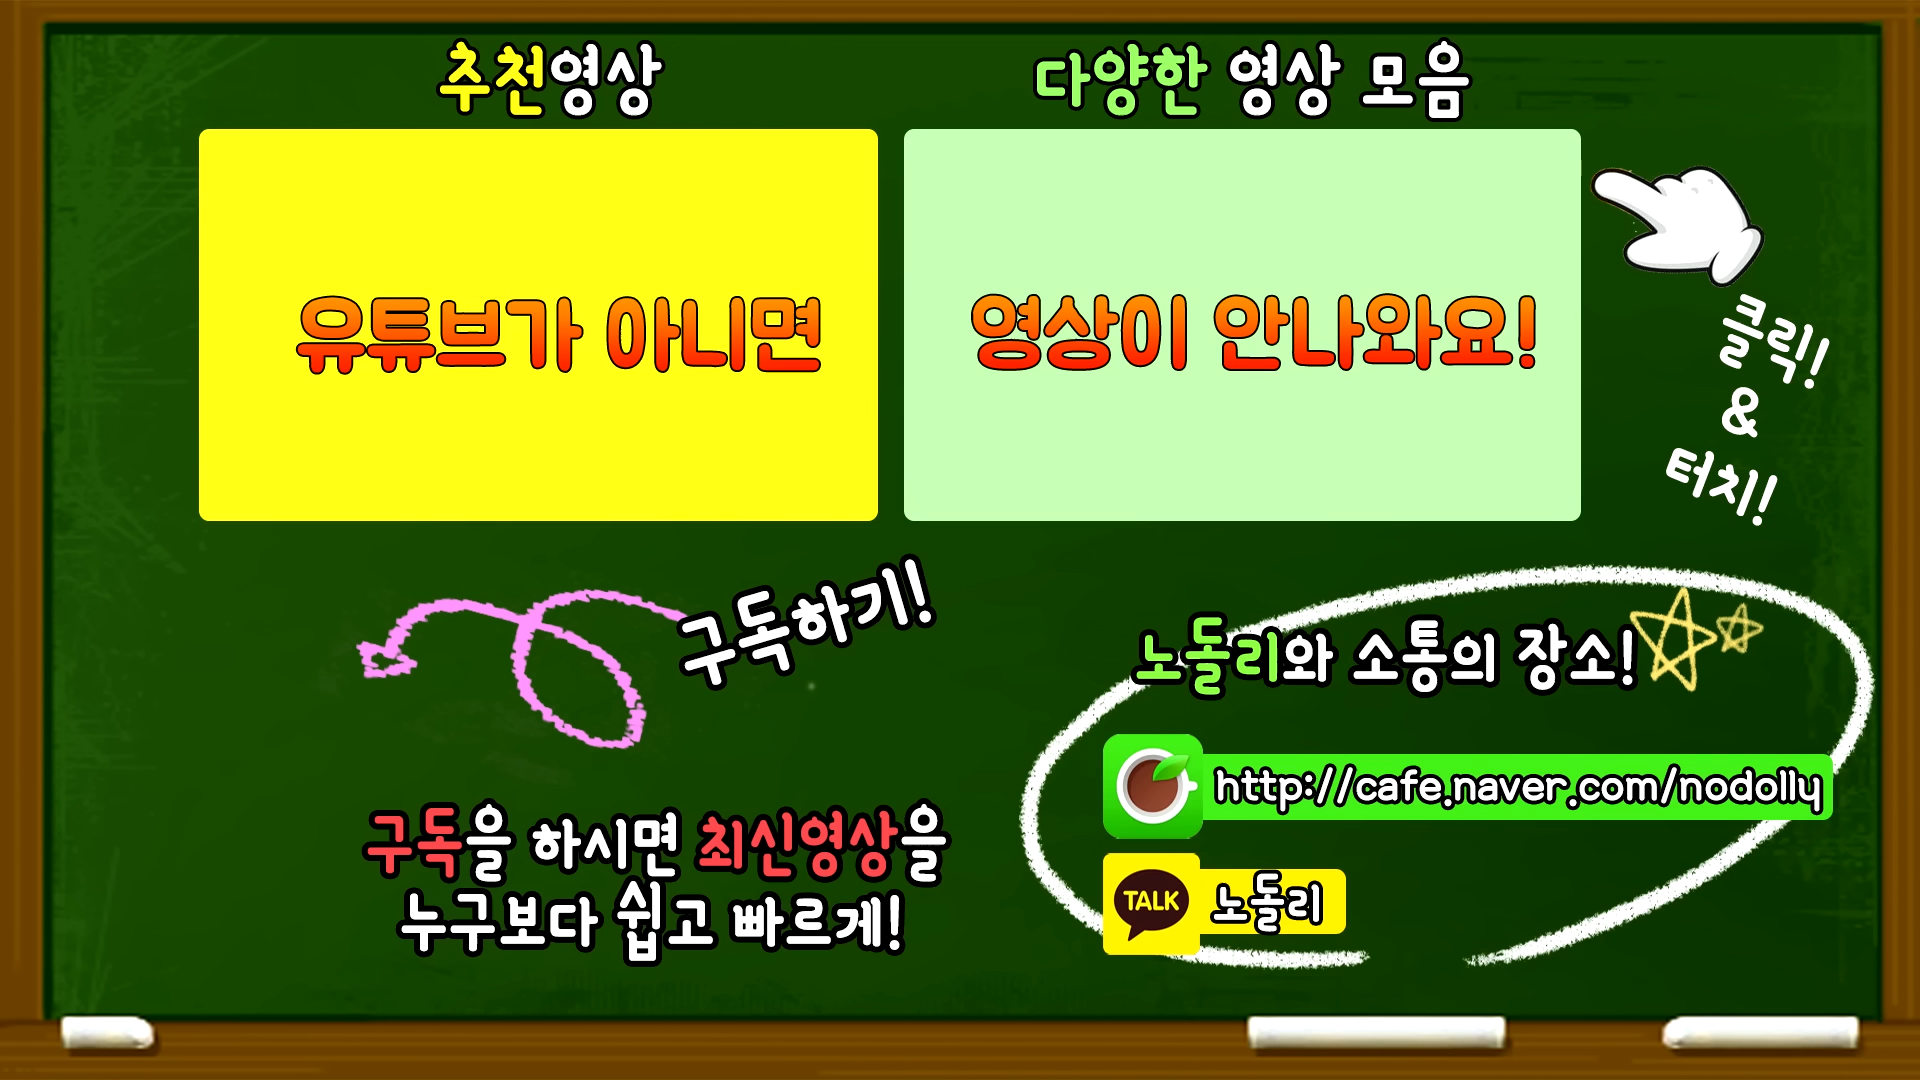 추천영상
다양한 영상 모음
유튜브가 아니면
영상이 안나와요!
클릭!
&
터치!
구독하기!
노돌리와 소통의 장소!
http://cafe.naver.com/nodolly
TALK 노돌리
구독을 하시면 최신영상을
누구보다 쉽고 빠르게!